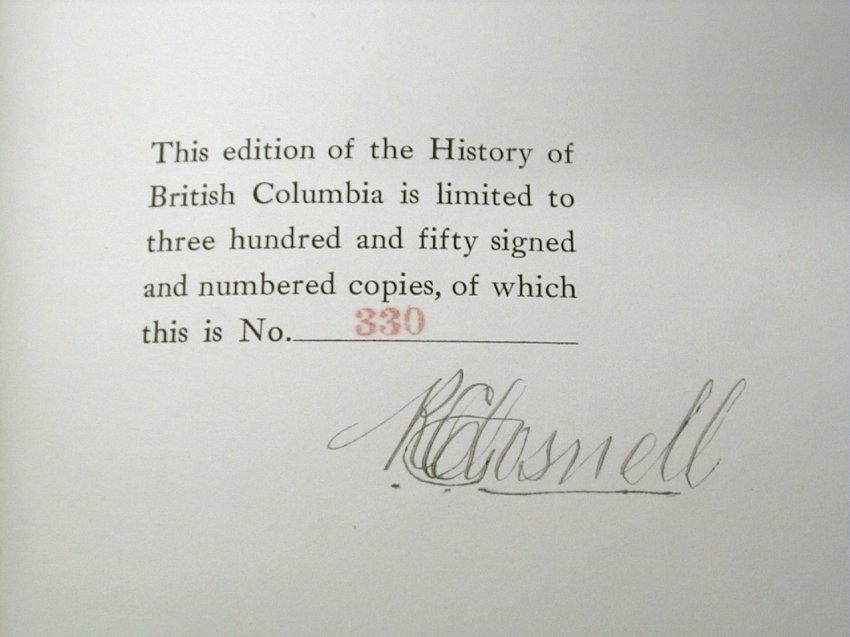 This edition of the History of
British Columbia is limited to
three hundred and fifty signed
and numbered copies, of which
this is No. 330
R E Gosnell